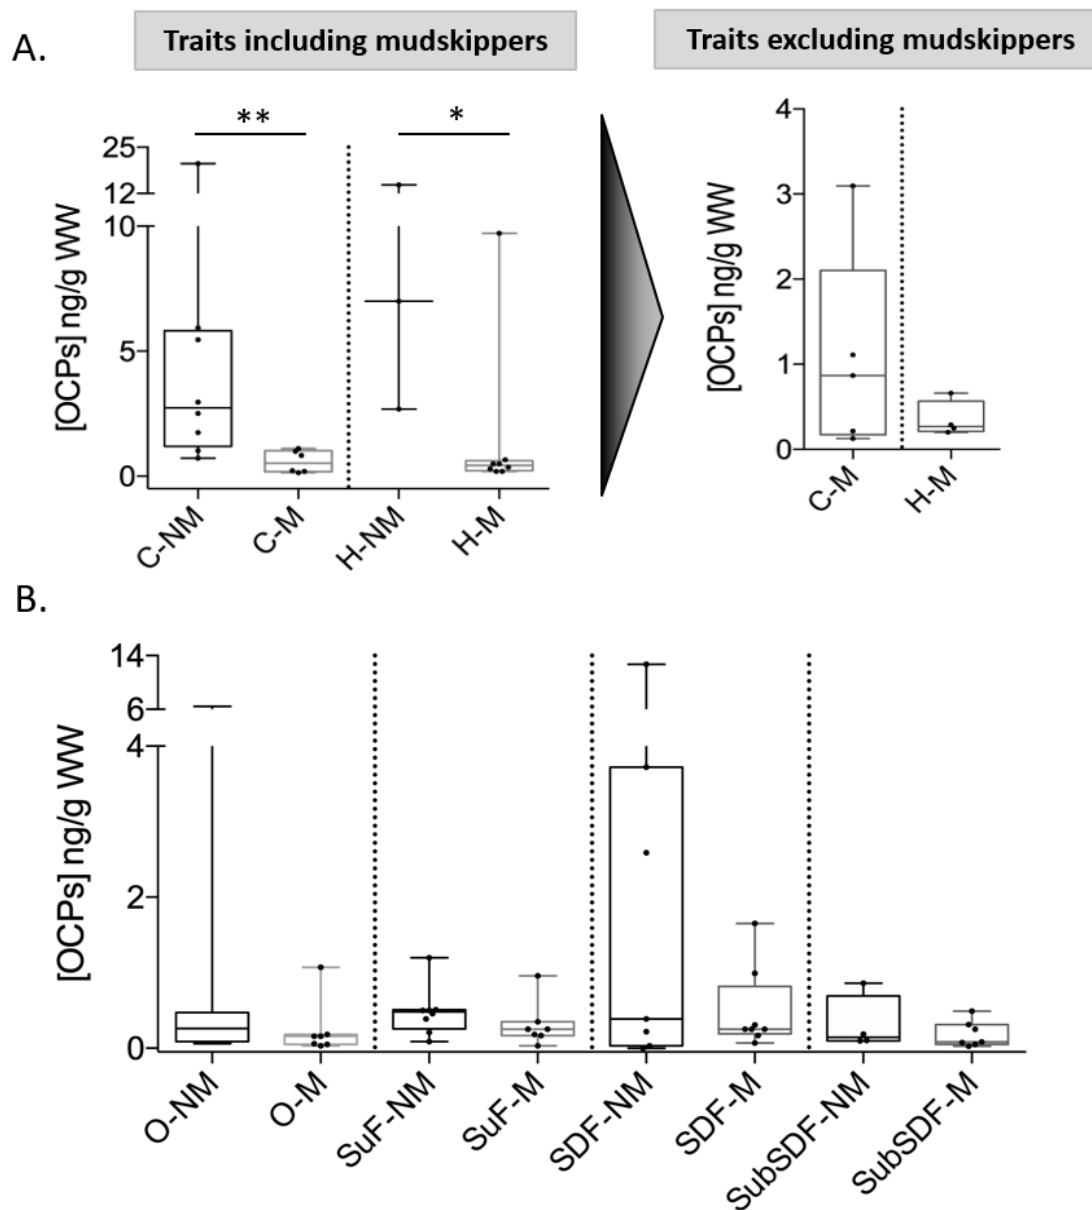 A.
Traits including mudskippers
Traits excluding mudskippers
** *
[OCPs] ng/g WW
25
12
10
5
0
C-NM
C-M
H-NM
H-M
[OCPs] ng/g WW
4
3
2
1
0
C-M
H-M
B.
[OCPs] ng/g WW
14
6
4
2
0
O-NM
O-M
SuF-NM
SuF-M
SDF-NM
SDF-M
SubSDF-NM
SubSDF-M